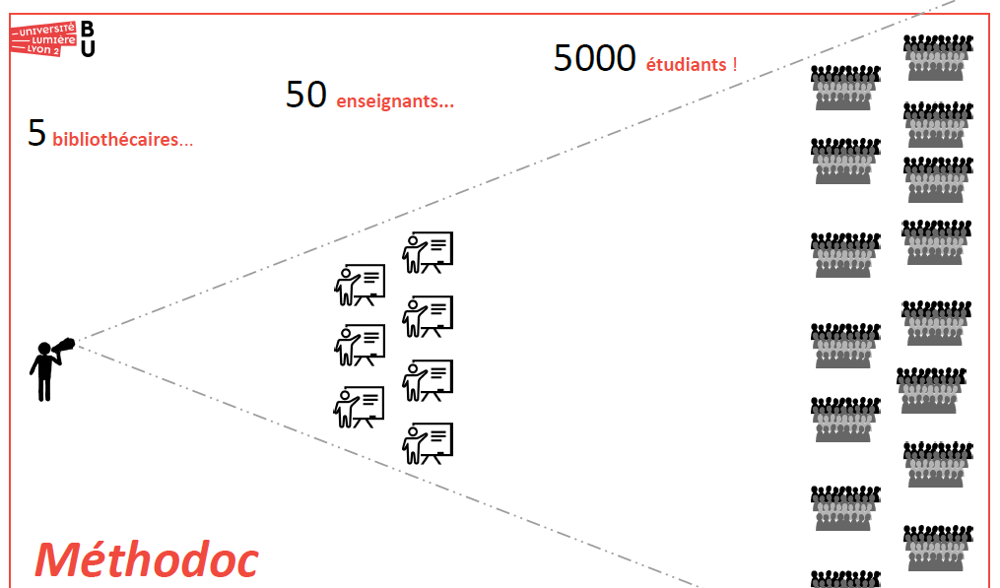 UNIVERSITÉ
LUMIÈRE
LYON 2
B
U
5 bibliothécaires...
50 enseignants...
5000 étudiants !
Méthodoc